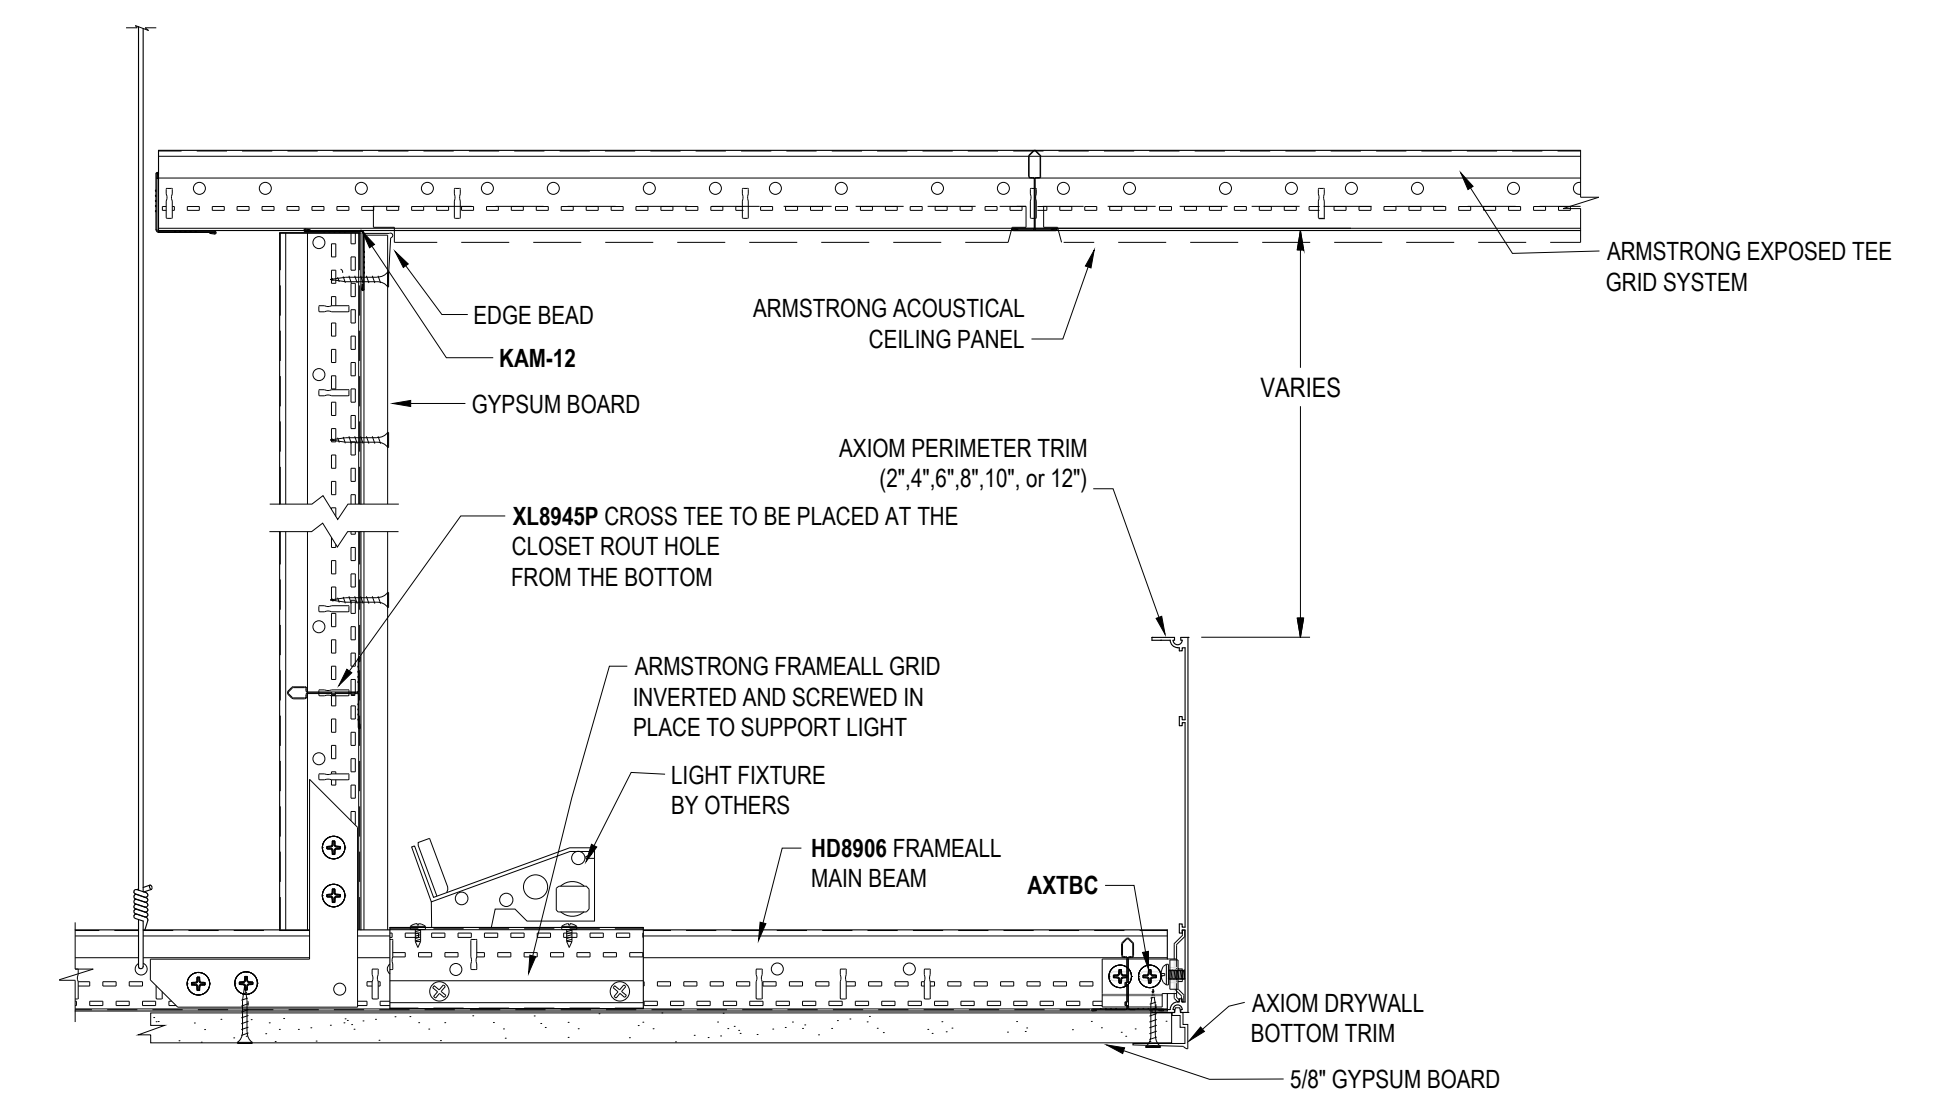 ARMSTRONG EXPOSED TEE
GRID SYSTEM
EDGE BEAD
ARMSTRONG ACOUSTICAL
CEILING PANEL
KAM-12
VARIES
GYPSUM BOARD
AXIOM PERIMETER TRIM
(2",4",6",8",10", or 12")
XL8945P CROSS TEE TO BE PLACED AT THE
CLOSET ROUT HOLE
FROM THE BOTTOM
ARMSTRONG FRAMEALL GRID
INVERTED AND SCREWED IN
PLACE TO SUPPORT LIGHT
LIGHT FIXTURE
BY OTHERS
HD8906 FRAMEALL
MAIN BEAM
AXTBC
AXIOM DRYWALL
BOTTOM TRIM
5/8" GYPSUM BOARD